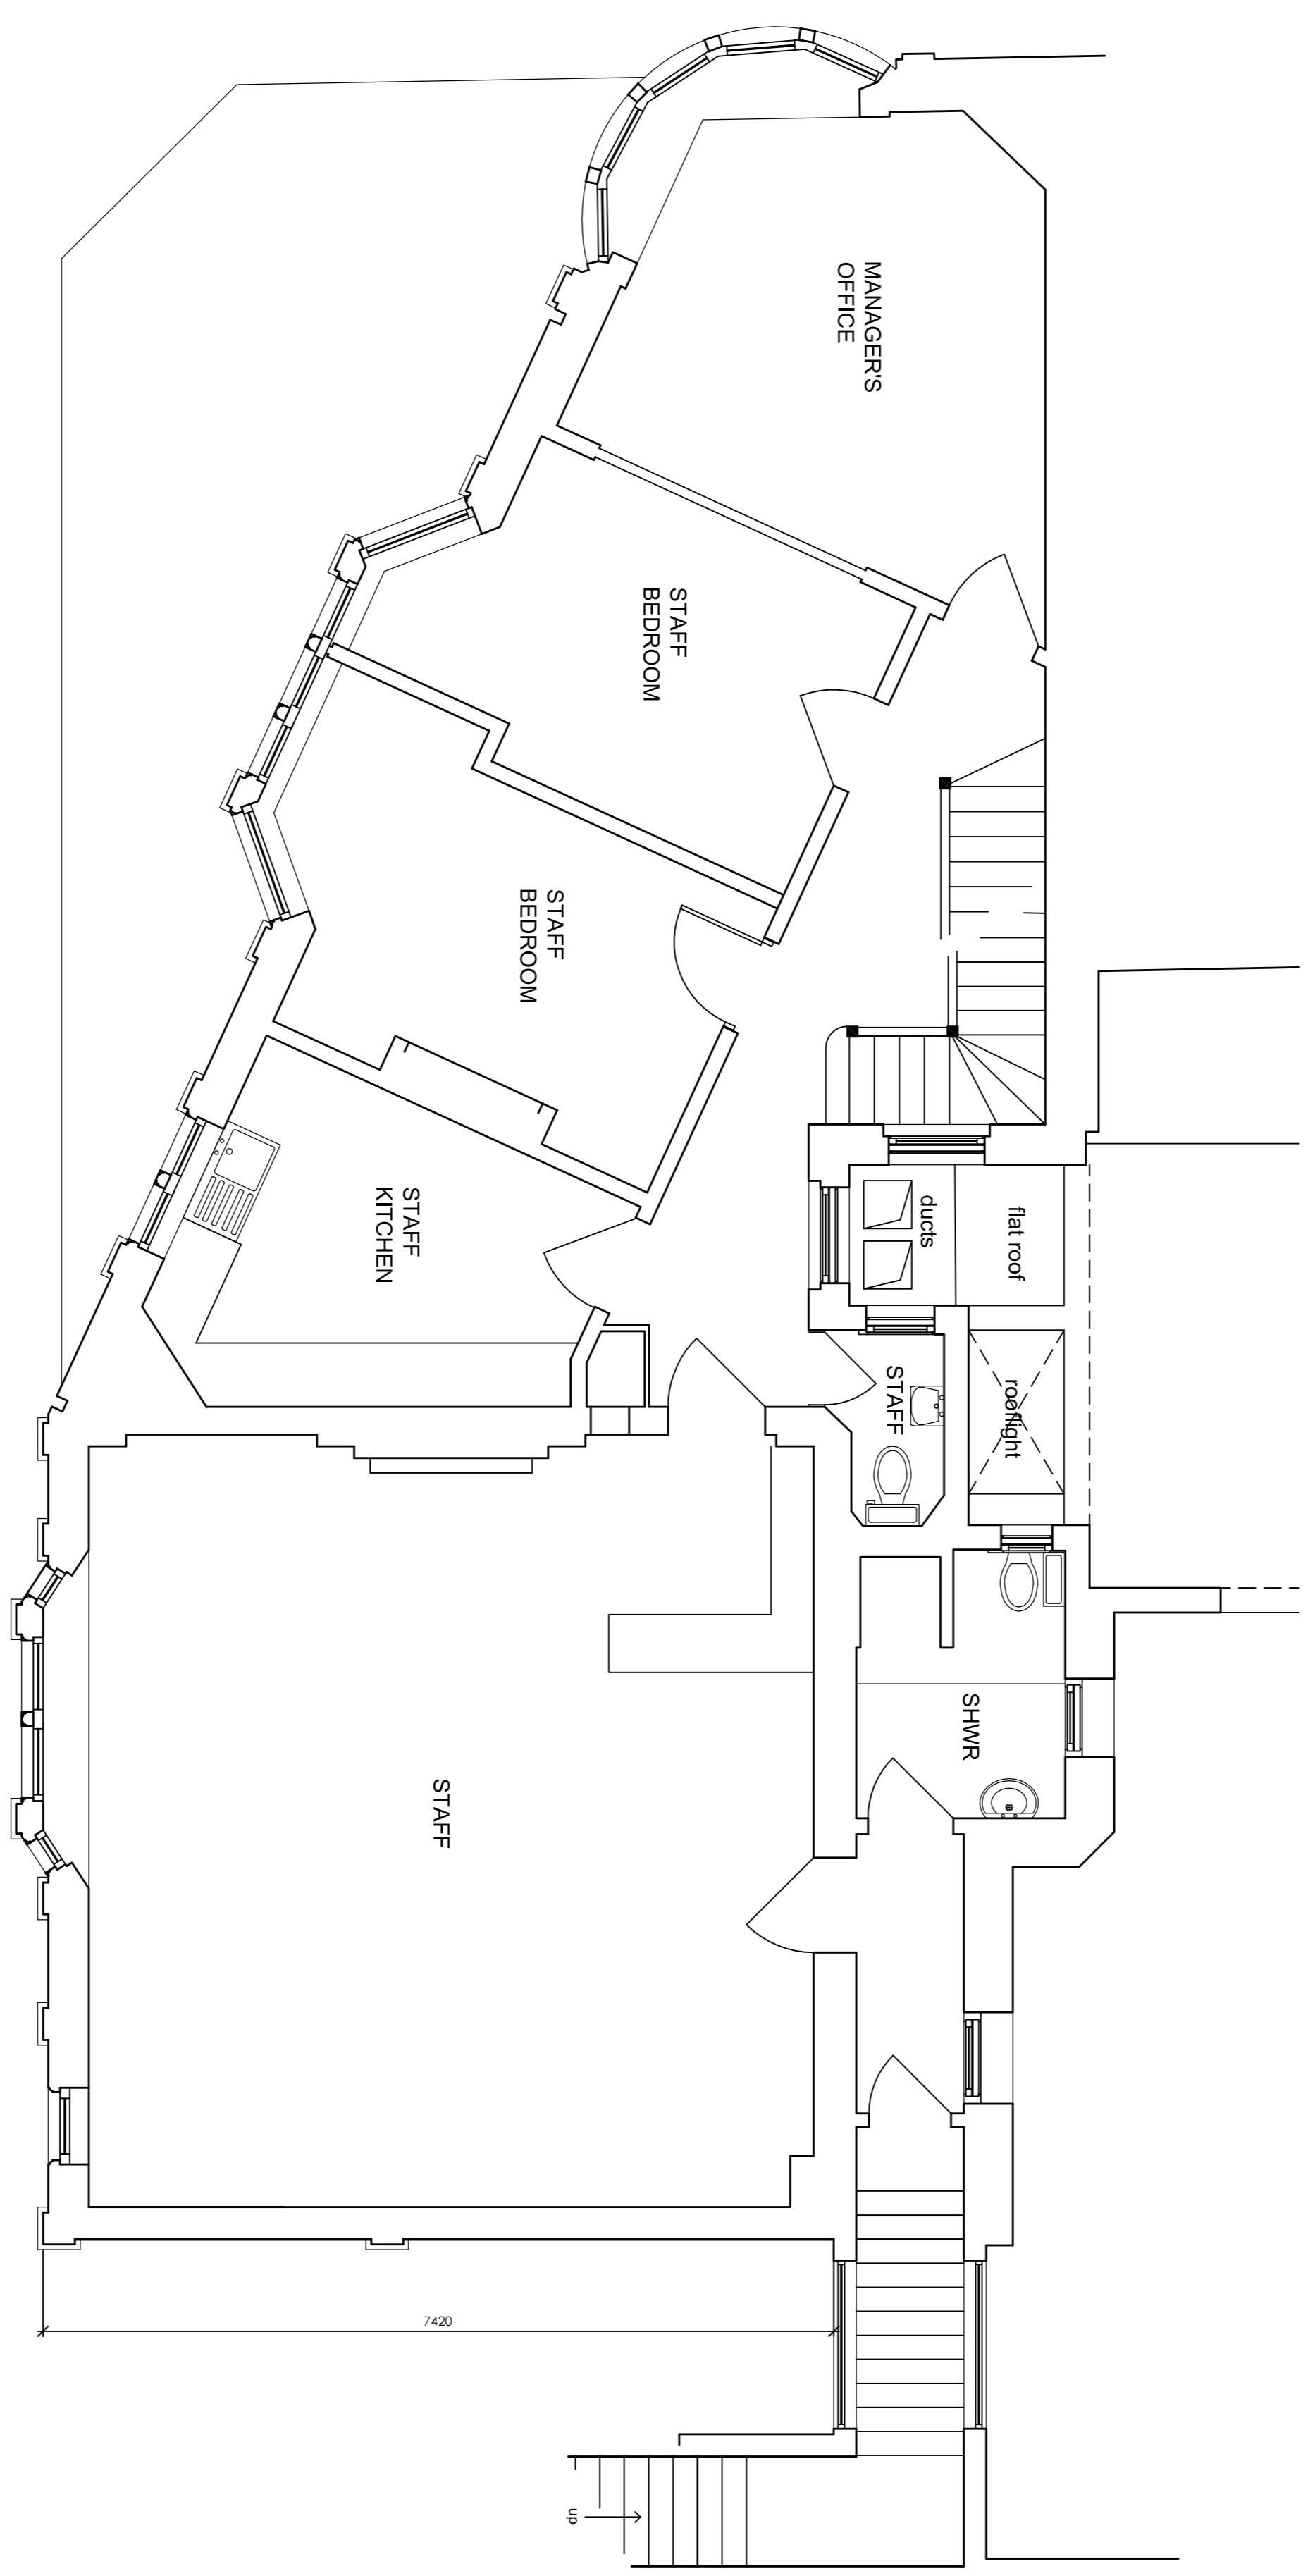 MANAGER'S
OFFICE
STAFF
BEDROOM
STAFF
BEDROOM
STAFF
KITCHEN
ducts
flat roof
STAFF
rooflight
SHWR
STAFF
7420
up